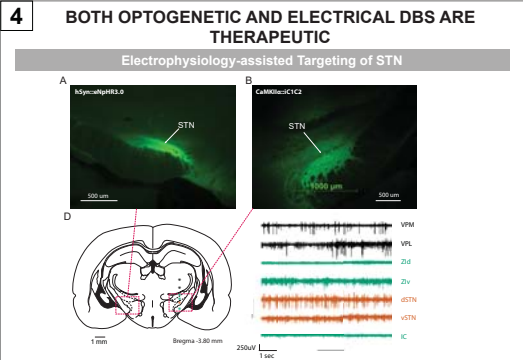 4
BOTH OPTOGENETIC AND ELECTRICAL DBS ARE
THERAPEUTIC
Electrophysiology-assisted Targeting of STN
A
hSyn::eNpHR3.0
STN
500 um
B
CaMKIIα::iC1C2
STN
1000 µm
500 um
D
1 mm
Bregma -3.80 mm
VPM
VPL
ZId
ZIv
dSTN
vSTN
IC
250uV
1 sec